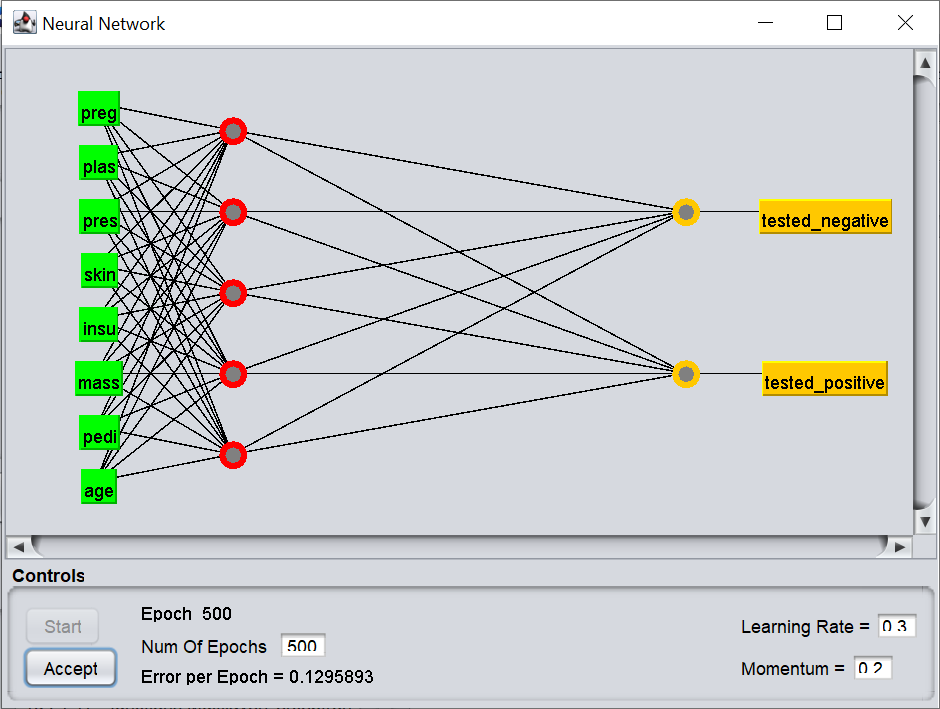 Neural Network
preg
plas
pres
skin
insu
mass
pedi
age
tested_negative
tested_positive
Controls
Start
Accept
Epoch 500
Num Of Epochs 500
Error per Epoch = 0.1295893
Learning Rate = 0.3
Momentum = 0.2